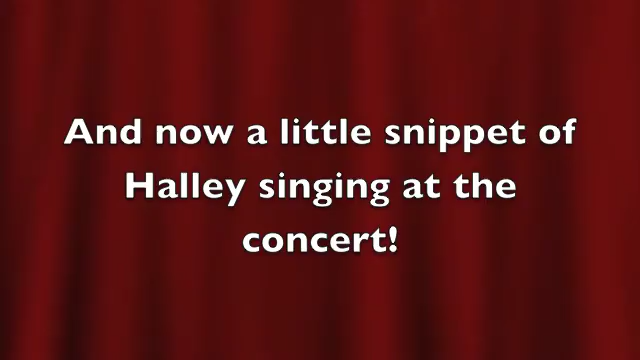 And now a little snippet of
Halley singing at the
concert!